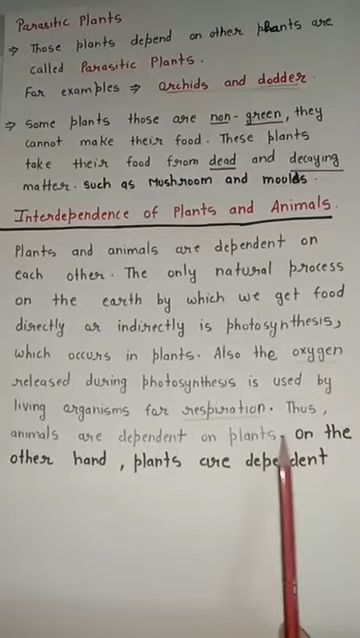 Parasitic Plants
⇒ Those plants depend on other plants are
called Parasitic Plants.
For examples ⇒ orchids and dodder.
⇒ Some plants those are non-green, they
cannot make their food. These plants
take their food from dead and decaying
matter. such as Mushroom and moulds.
Interdependence of Plants and Animals.
Plants and animals are dependent on
each other. The only natural process
on the earth by which we get food
directly or indirectly is photosynthesis,
which occurs in plants. Also the oxygen
released during photosynthesis is used by
living organisms for respiration. Thus,
animals are dependent on plants. on the
other hand, plants are dependent